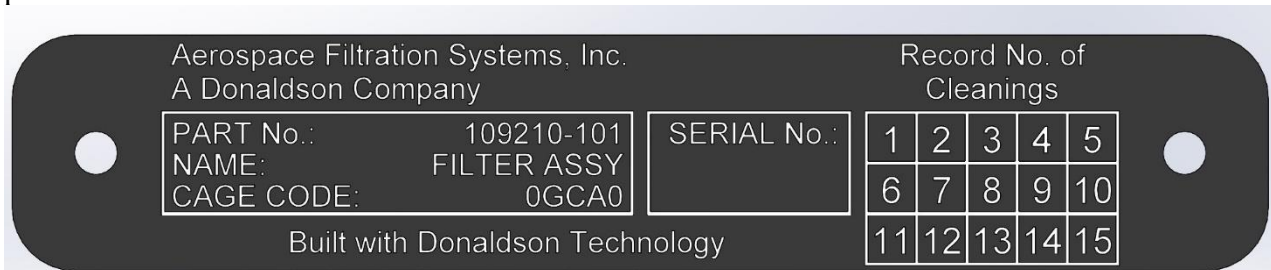 Aerospace Filtration Systems, Inc.
A Donaldson Company
PART No.: 109210-101
NAME: FILTER ASSY
CAGE CODE: 0GCA0
SERIAL No.:
Built with Donaldson Technology
Record No. of
Cleanings
1 2 3 4 5
6 7 8 9 10
11 12 13 14 15